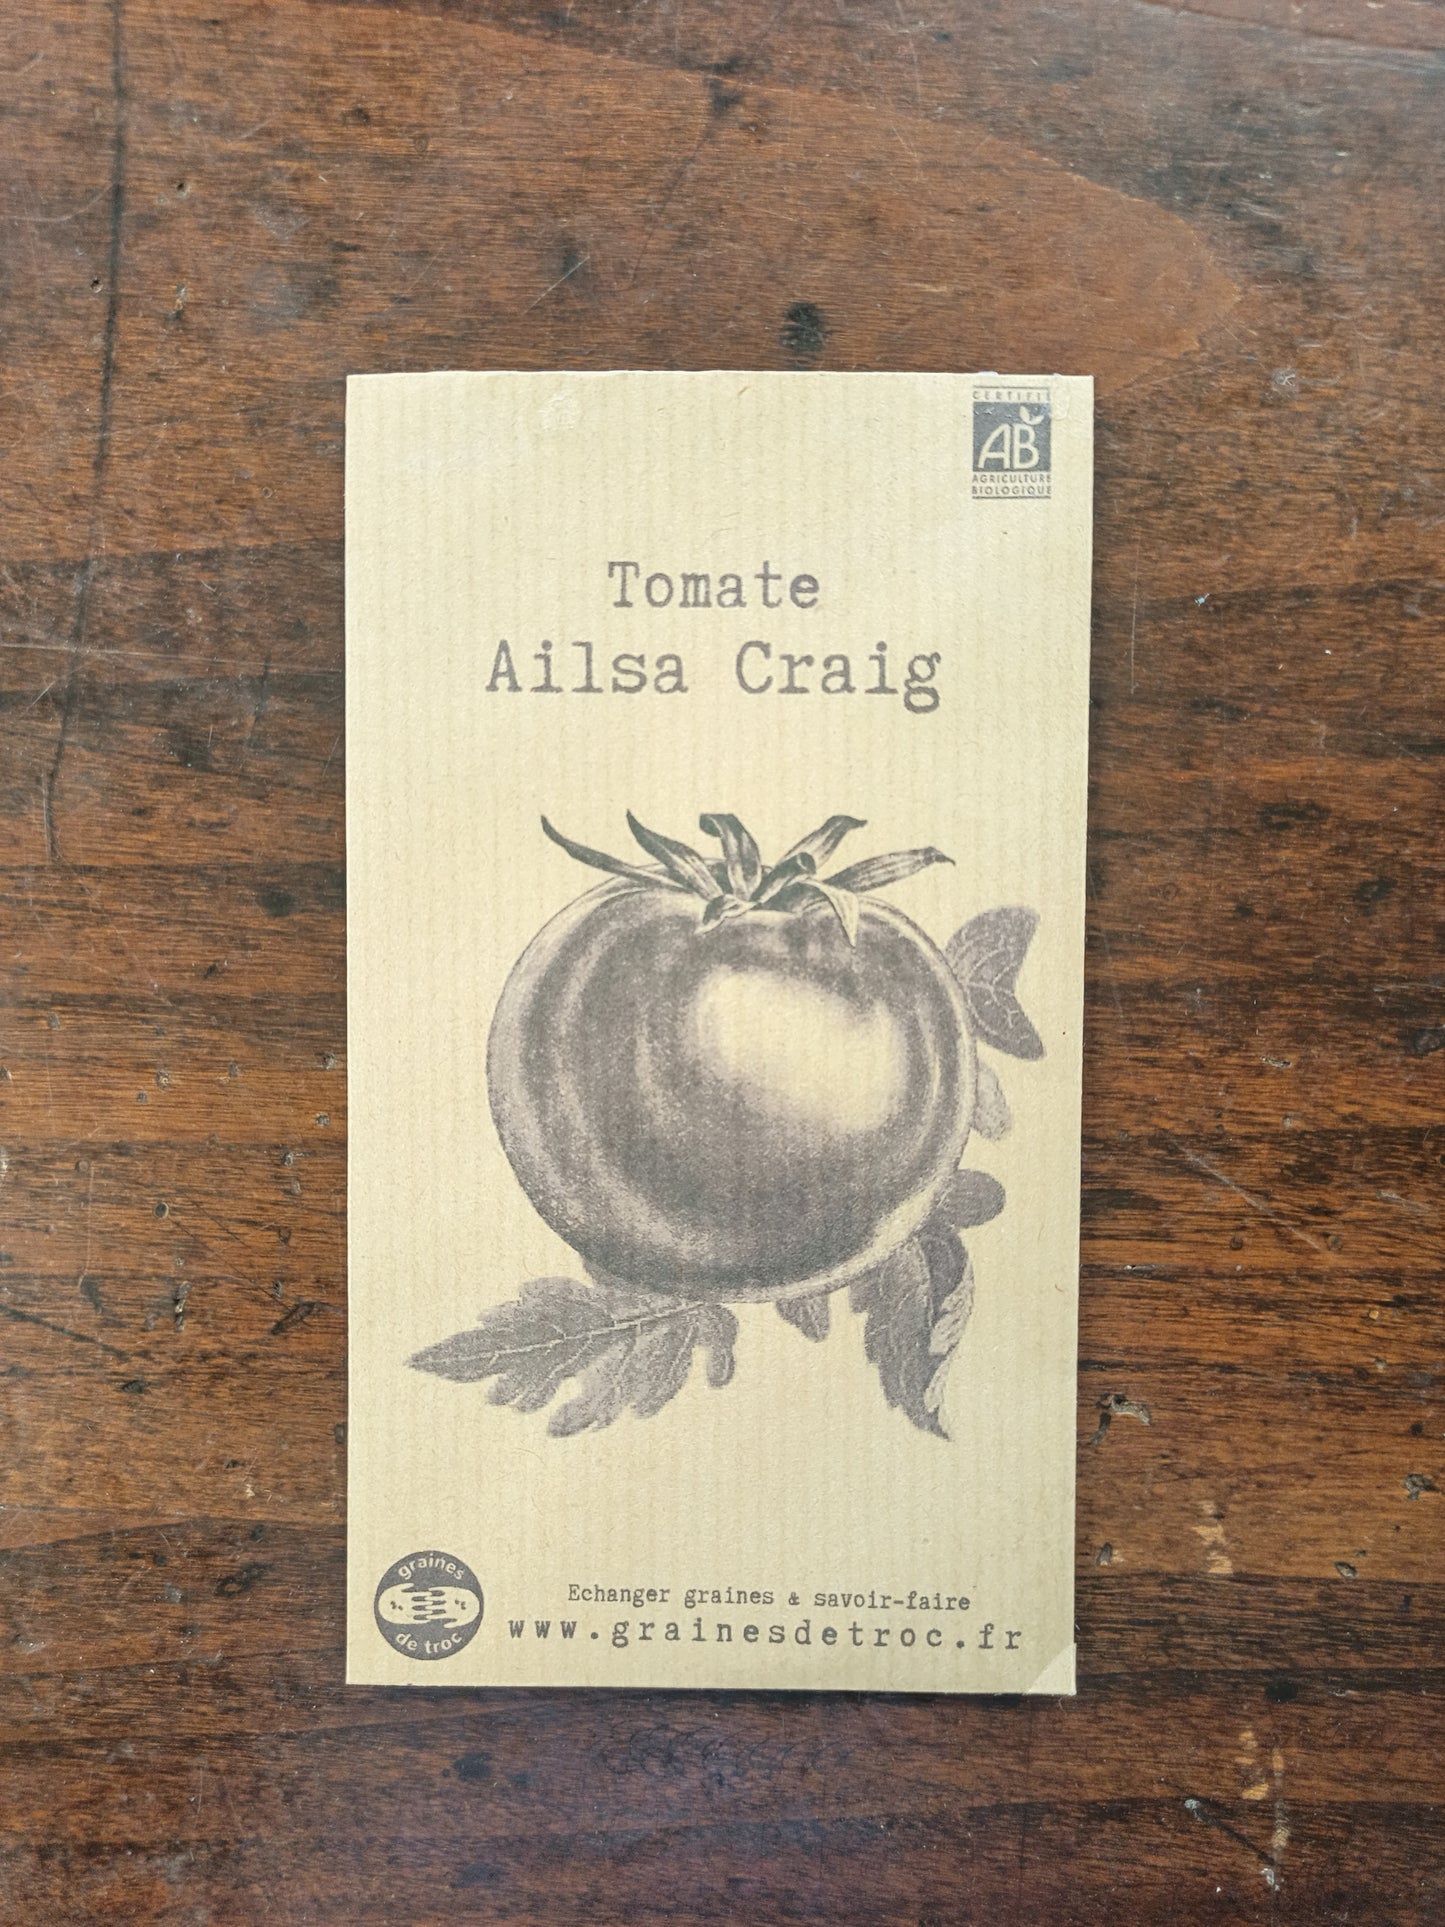 CERTIFIÉ
AB
AGRICULTURE
BIOLOGIQUE
Tomate
Ailsa Craig
graines
de troc
Echanger graines & savoir-faire
www.grainesdetroc.fr